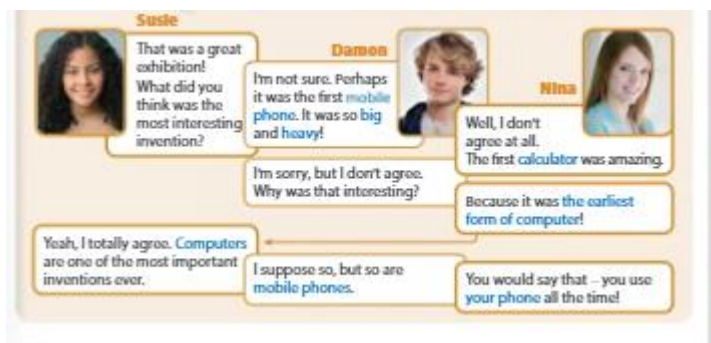 Susie
That was a great
exhibition!
What did you
think was the
most interesting
invention?
Damon
I'm not sure. Perhaps
it was the first mobile
phone. It was so big
and heavy!
Nina
Well, I don't
agree at all.
The first calculator was amazing.
I'm sorry, but I don't agree.
Why was that interesting?
Because it was the earliest
form of computer!
Yeah, I totally agree. Computers
are one of the most important
inventions ever.
I suppose so, but so are
mobile phones.
You would say that – you use
your phone all the time!